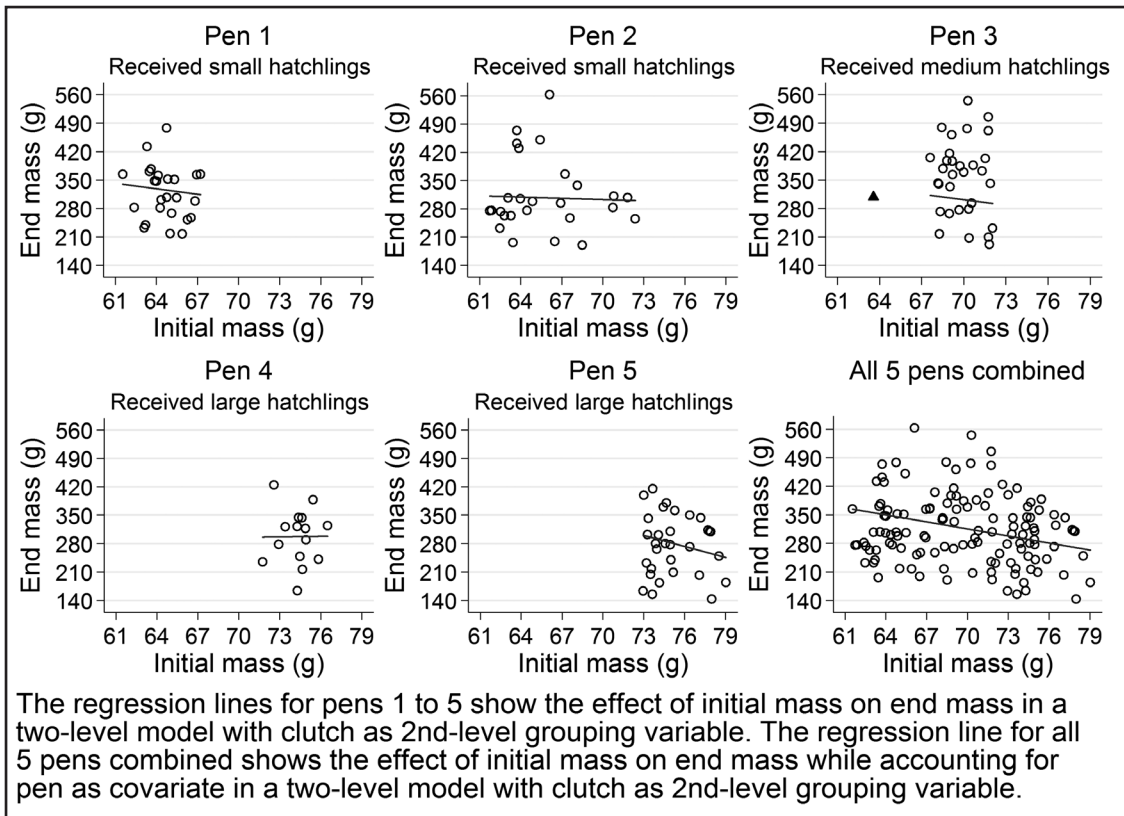 Pen 1
Received small hatchlings
End mass (g)
560
490
420
350
280
210
140
61 64 67 70 73 76 79
Initial mass (g)
Pen 2
Received small hatchlings
End mass (g)
560
490
420
350
280
210
140
61 64 67 70 73 76 79
Initial mass (g)
Pen 3
Received medium hatchlings
End mass (g)
560
490
420
350
280
210
140
61 64 67 70 73 76 79
Initial mass (g)
Pen 4
Received large hatchlings
End mass (g)
560
490
420
350
280
210
140
61 64 67 70 73 76 79
Initial mass (g)
Pen 5
Received large hatchlings
End mass (g)
560
490
420
350
280
210
140
61 64 67 70 73 76 79
Initial mass (g)
All 5 pens combined
End mass (g)
560
490
420
350
280
210
140
61 64 67 70 73 76 79
Initial mass (g)
The regression lines for pens 1 to 5 show the effect of initial mass on end mass in a
two-level model with clutch as 2nd-level grouping variable. The regression line for all
5 pens combined shows the effect of initial mass on end mass while accounting for
pen as covariate in a two-level model with clutch as 2nd-level grouping variable.